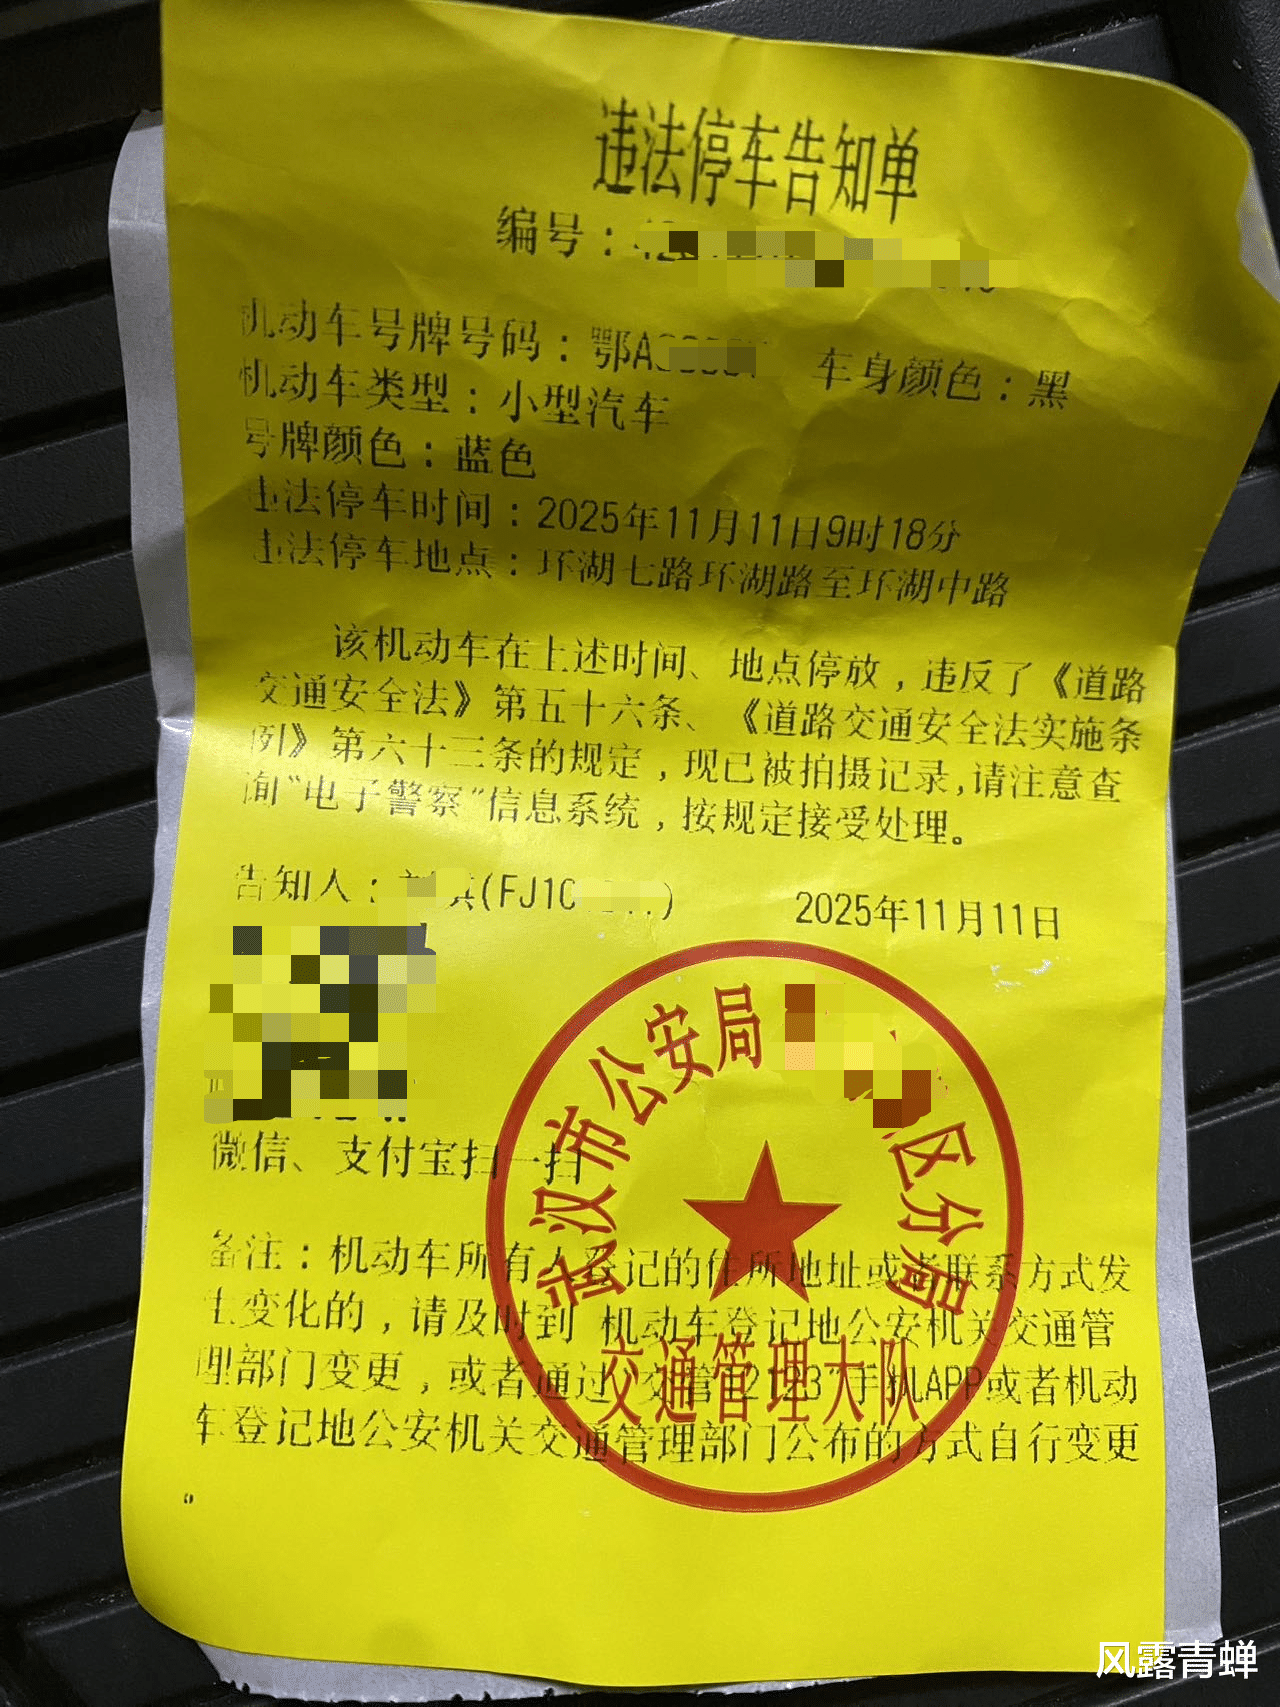 违法停车告知单
编号：
机动车号牌号码：鄂A 车身颜色：黑
机动车类型：小型汽车
号牌颜色：蓝色
违法停车时间：2025年11月11日9时18分
违法停车地点：环湖七路环湖路至环湖中路
该机动车在上述时间、地点停放，违反了《道路
交通安全法》第五十六条、《道路交通安全法实施条
例》第六十三条的规定，现已被拍摄记录,请注意查
询“电子警察”信息系统，按规定接受处理。
告知人： (FJ10 ) 2025年11月11日
微信、支付宝扫一扫
武汉市公安局 区分局
交通管理大队
备注：机动车所有人登记的住所地址或者联系方式发
生变化的，请及时到 机动车登记地公安机关交通管
理部门变更，或者通过“交管12123”手机APP或者机动
车登记地公安机关交通管理部门公布的方式自行变更
。
风露青蝉